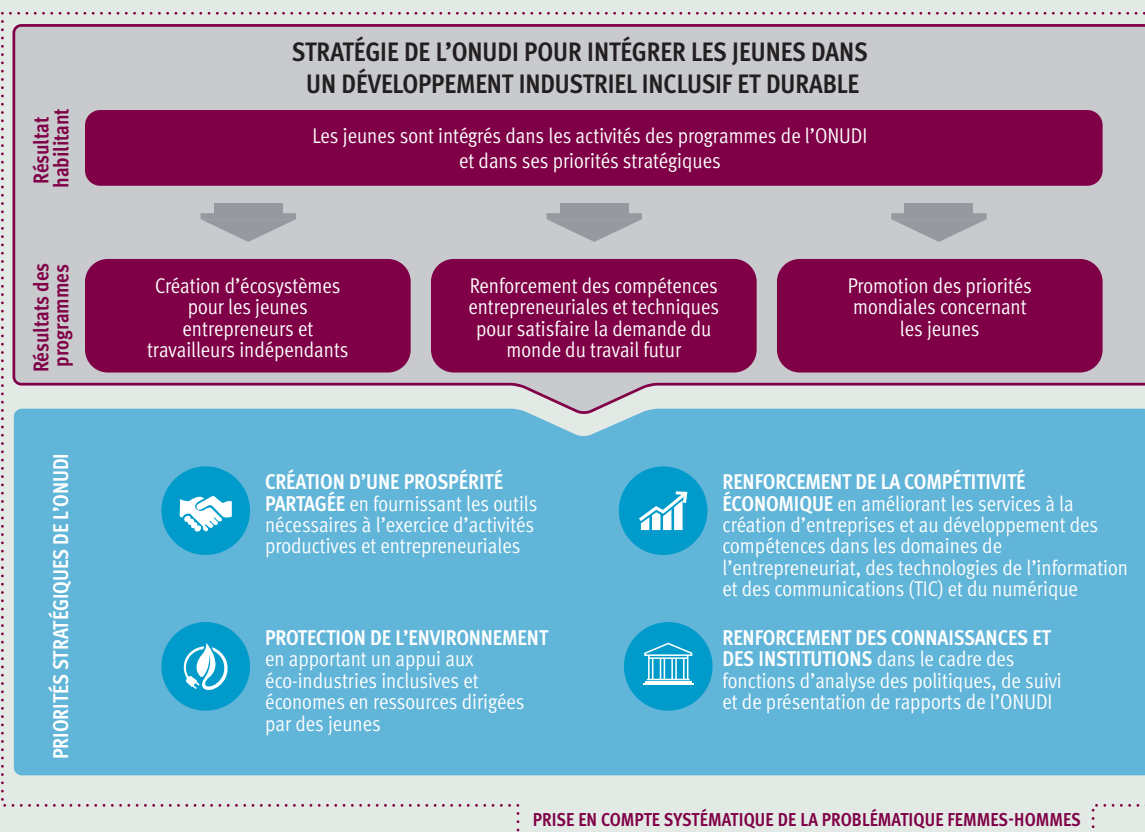 STRATÉGIE DE L'ONUDI POUR INTÉGRER LES JEUNES DANS
UN DÉVELOPPEMENT INDUSTRIEL INCLUSIF ET DURABLE
Résultat
habilitant
Les jeunes sont intégrés dans les activités des programmes de l'ONUDI
et dans ses priorités stratégiques
Résultats des
programmes
Création d'écosystèmes
pour les jeunes
entrepreneurs et
travailleurs indépendants
Renforcement des compétences
entrepreneuriales et techniques
pour satisfaire la demande du
monde du travail futur
Promotion des priorités
mondiales concernant
les jeunes
PRIORITÉS STRATÉGIQUES DE L'ONUDI
CRÉATION D'UNE PROSPÉRITÉ
PARTAGÉE en fournissant les outils
nécessaires à l'exercice d'activités
productives et entrepreneuriales
RENFORCEMENT DE LA COMPÉTITIVITÉ
ÉCONOMIQUE en améliorant les services à la
création d'entreprises et au développement des
compétences dans les domaines de
l'entrepreneuriat, des technologies de l'information
et des communications (TIC) et du numérique
PROTECTION DE L'ENVIRONNEMENT
en apportant un appui aux
éco-industries inclusives et
économes en ressources dirigées
par des jeunes
RENFORCEMENT DES CONNAISSANCES ET
DES INSTITUTIONS dans le cadre des
fonctions d'analyse des politiques, de suivi
et de présentation de rapports de l'ONUDI
PRISE EN COMPTE SYSTÉMATIQUE DE LA PROBLÉMATIQUE FEMMES-HOMMES